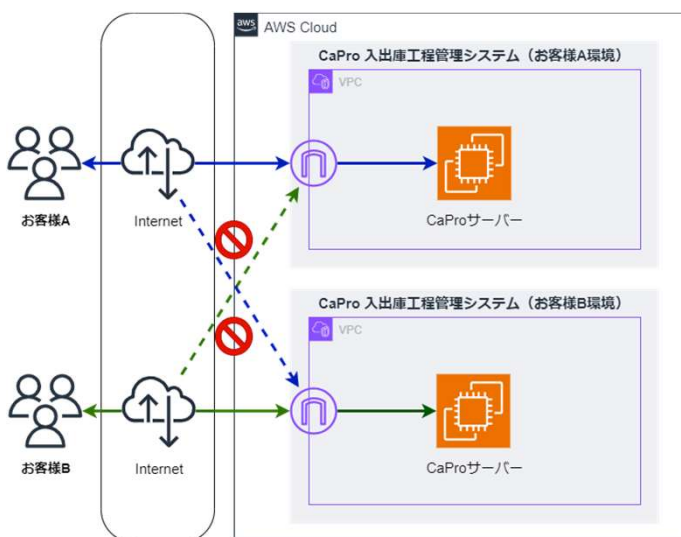 aws
AWS Cloud
CaPro 入出庫工程管理システム（お客様A環境）
VPC
お客様A
Internet
CaProサーバー
CaPro 入出庫工程管理システム（お客様B環境）
VPC
お客様B
Internet
CaProサーバー